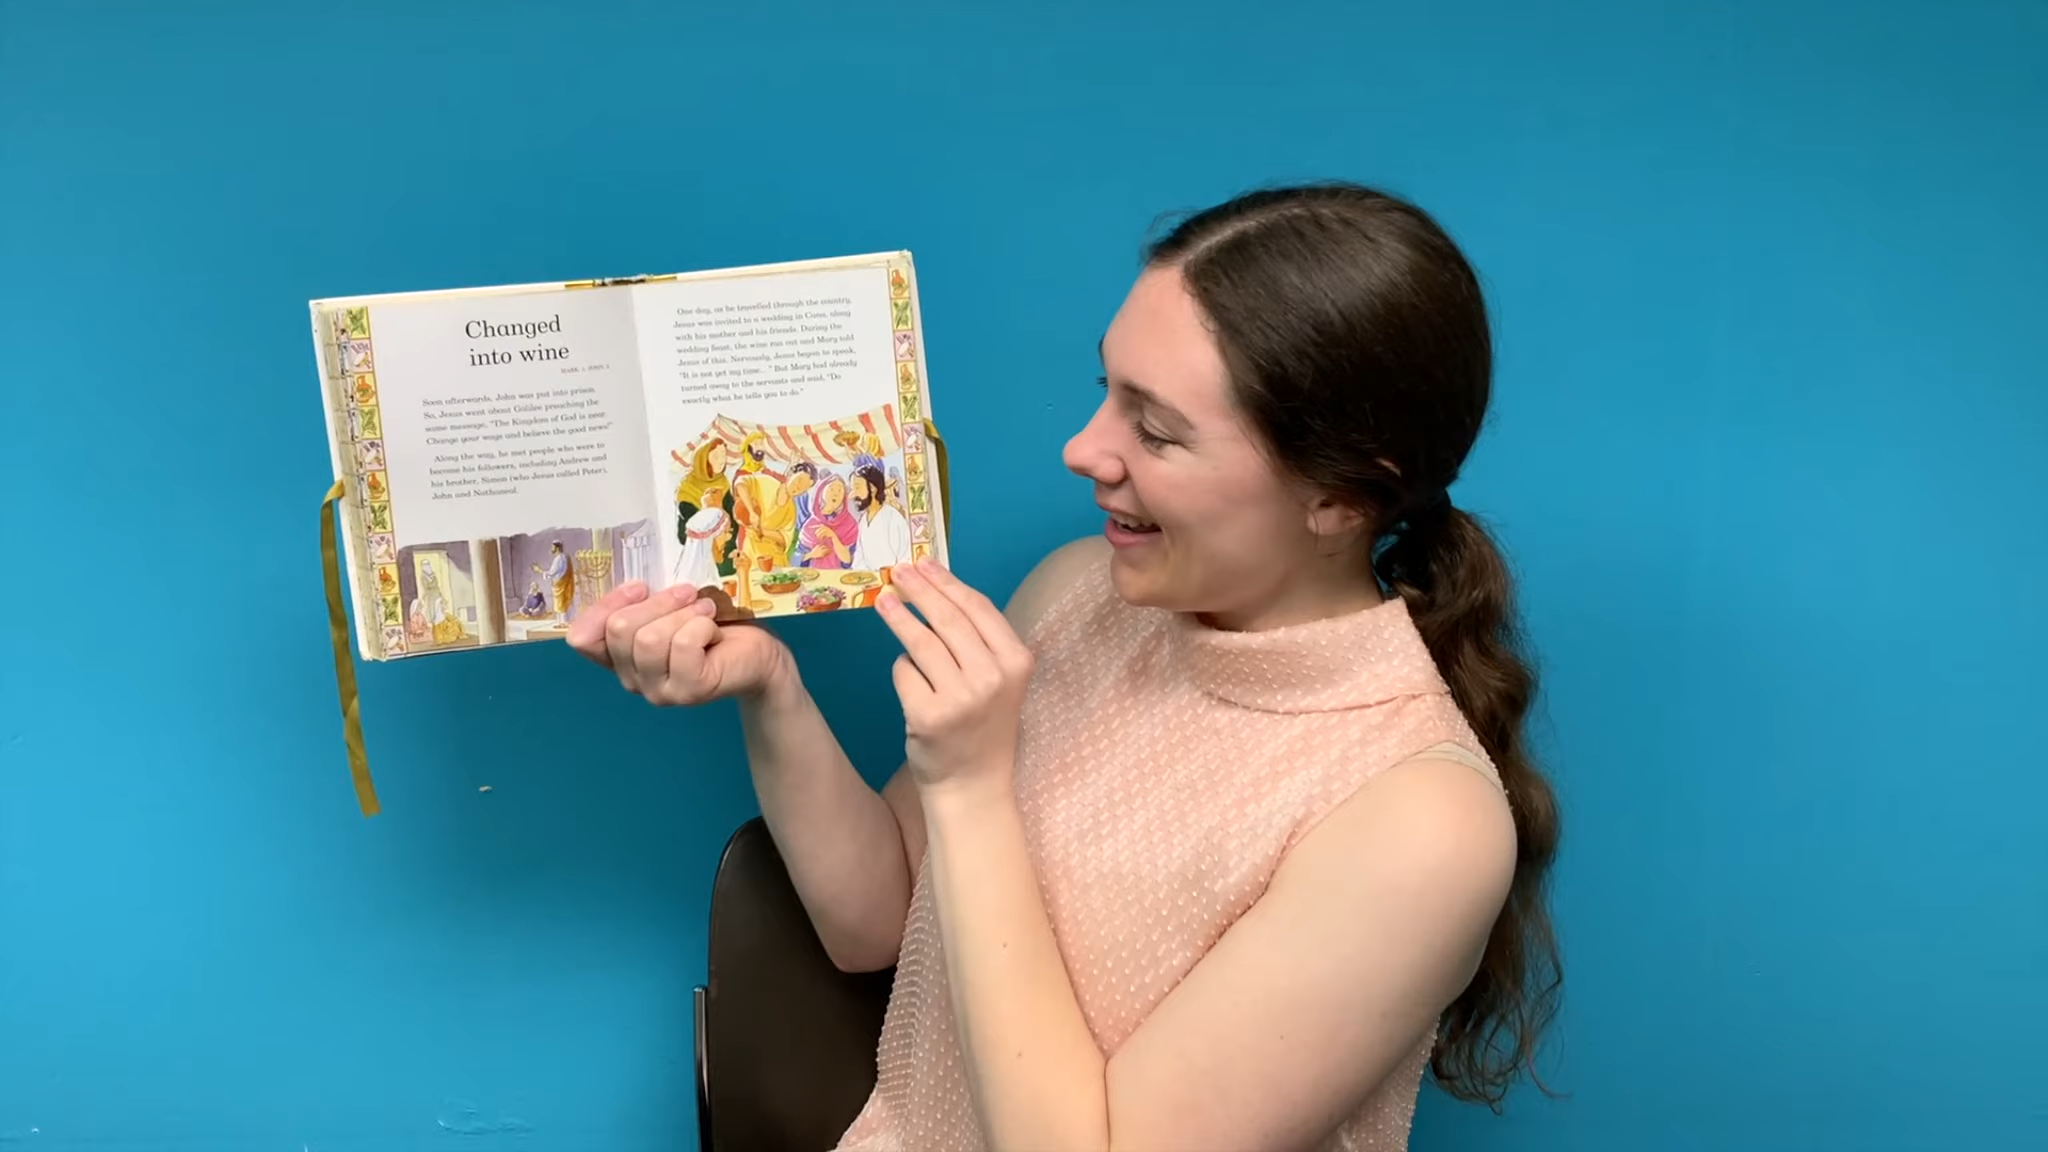 Changed
into wine
MARK 1, JOHN 2
Soon afterwards, John was put into prison.
So, Jesus went about Galilee preaching the
same message, "The Kingdom of God is near.
Change your ways and believe the good news!"
Along the way, he met people who were to
become his followers, including Andrew and
his brother, Simon (who Jesus called Peter),
John and Nathaneal.
One day, as he travelled through the country,
Jesus was invited to a wedding in Cana, along
with his mother and his friends. During the
wedding feast, the wine ran out and Mary told
Jesus of this. Nervously, Jesus began to speak,
"It is not yet my time..." But Mary had already
turned away to the servants and said, "Do
exactly what he tells you to do."